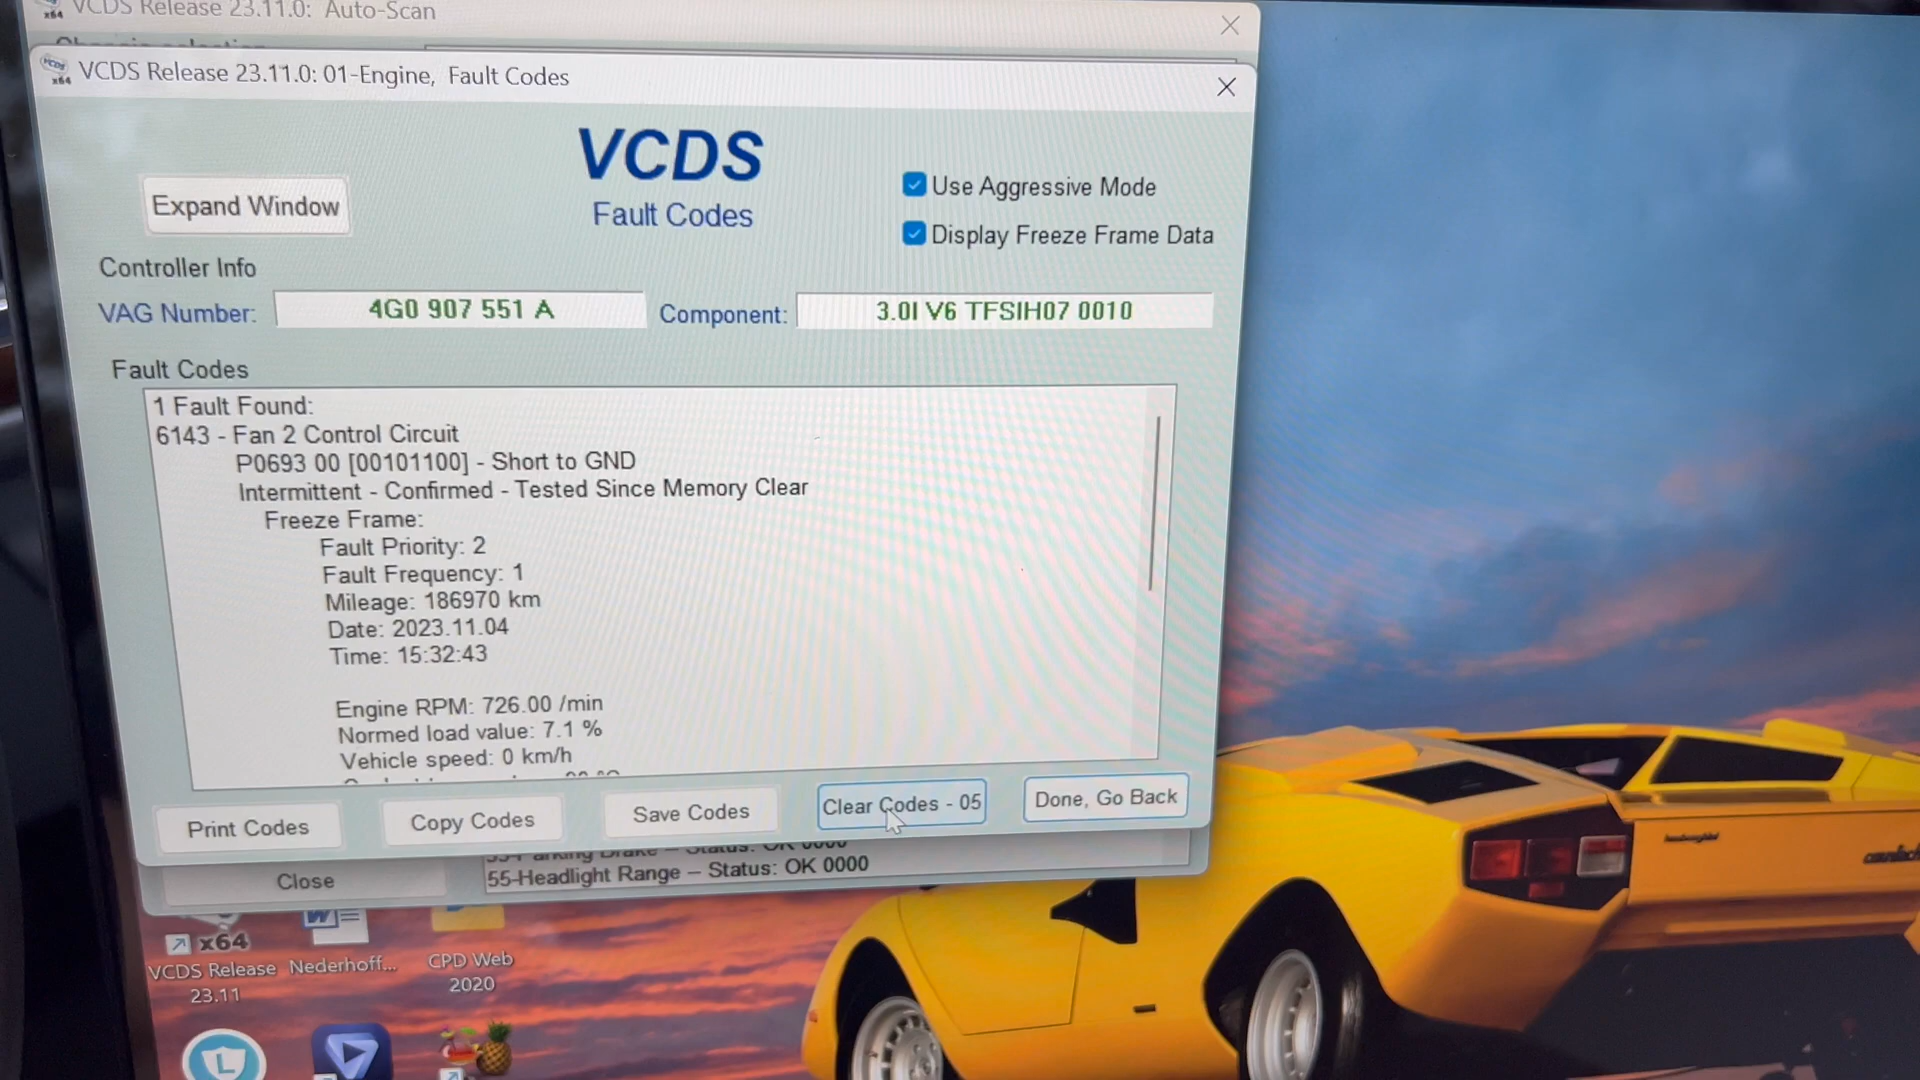 VCDS Release 23.11.0: Auto-Scan
VCDS Release 23.11.0: 01-Engine, Fault Codes
VCDS
Fault Codes
Expand Window
Use Aggressive Mode
Display Freeze Frame Data
Controller Info
VAG Number: 4G0 907 551 A Component: 3.0l V6 TFSIH07 0010
Fault Codes
1 Fault Found:
6143 - Fan 2 Control Circuit
P0693 00 [00101100] - Short to GND
Intermittent - Confirmed - Tested Since Memory Clear
Freeze Frame:
Fault Priority: 2
Fault Frequency: 1
Mileage: 186970 km
Date: 2023.11.04
Time: 15:32:43
Engine RPM: 726.00 /min
Normed load value: 7.1 %
Vehicle speed: 0 km/h
Print Codes Copy Codes Save Codes Clear Codes - 05 Done, Go Back
Status: OK 0000
Close
55-Headlight Range -- Status: OK 0000
x64
VCDS Release 23.11
Nederhoff...
CPD Web 2020
L